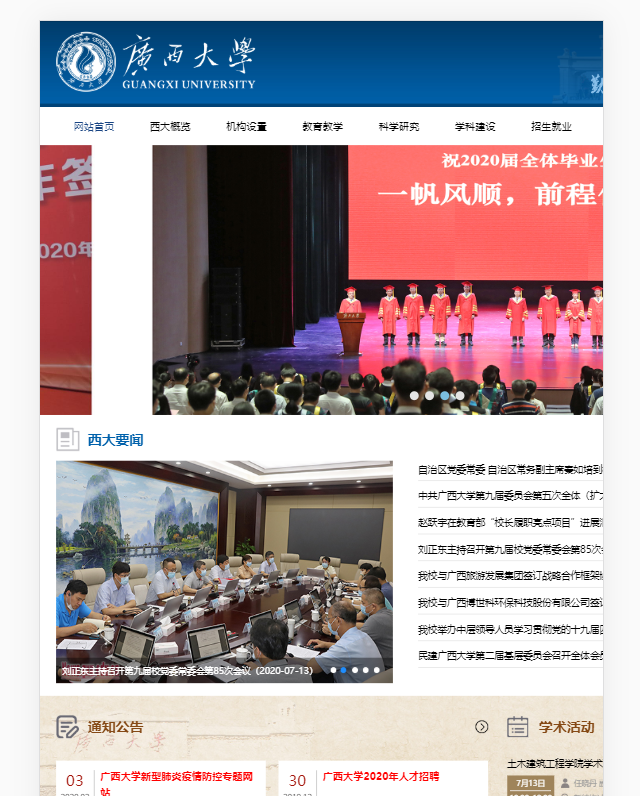 廣西大學
GUANGXI UNIVERSITY
勤
网站首页 西大概览 机构设置 教育教学 科学研究 学科建设 招生就业
年签
2020年
祝2020届全体毕业
一帆风顺，前程
西大要闻
自治区党委常委 自治区常务副主席秦如培到
中共广西大学第九届委员会第五次全体（扩
赵跃宇在教育部“校长履职亮点项目”进展
刘正东主持召开第九届校党委常委会第85次
我校与广西旅游发展集团签订战略合作框架
我校与广西博世科环保科技股份有限公司签
我校举办中层领导人员学习贯彻党的十九届
民建广西大学第二届基层委员会召开全体会
刘正东主持召开第九届校党委常委会第85次会议（2020-07-13）
通知公告
学术活动
03
广西大学新型肺炎疫情防控专题网站
30
广西大学2020年人才招聘
土木建筑工程学院学术
7月13日
任晓丹